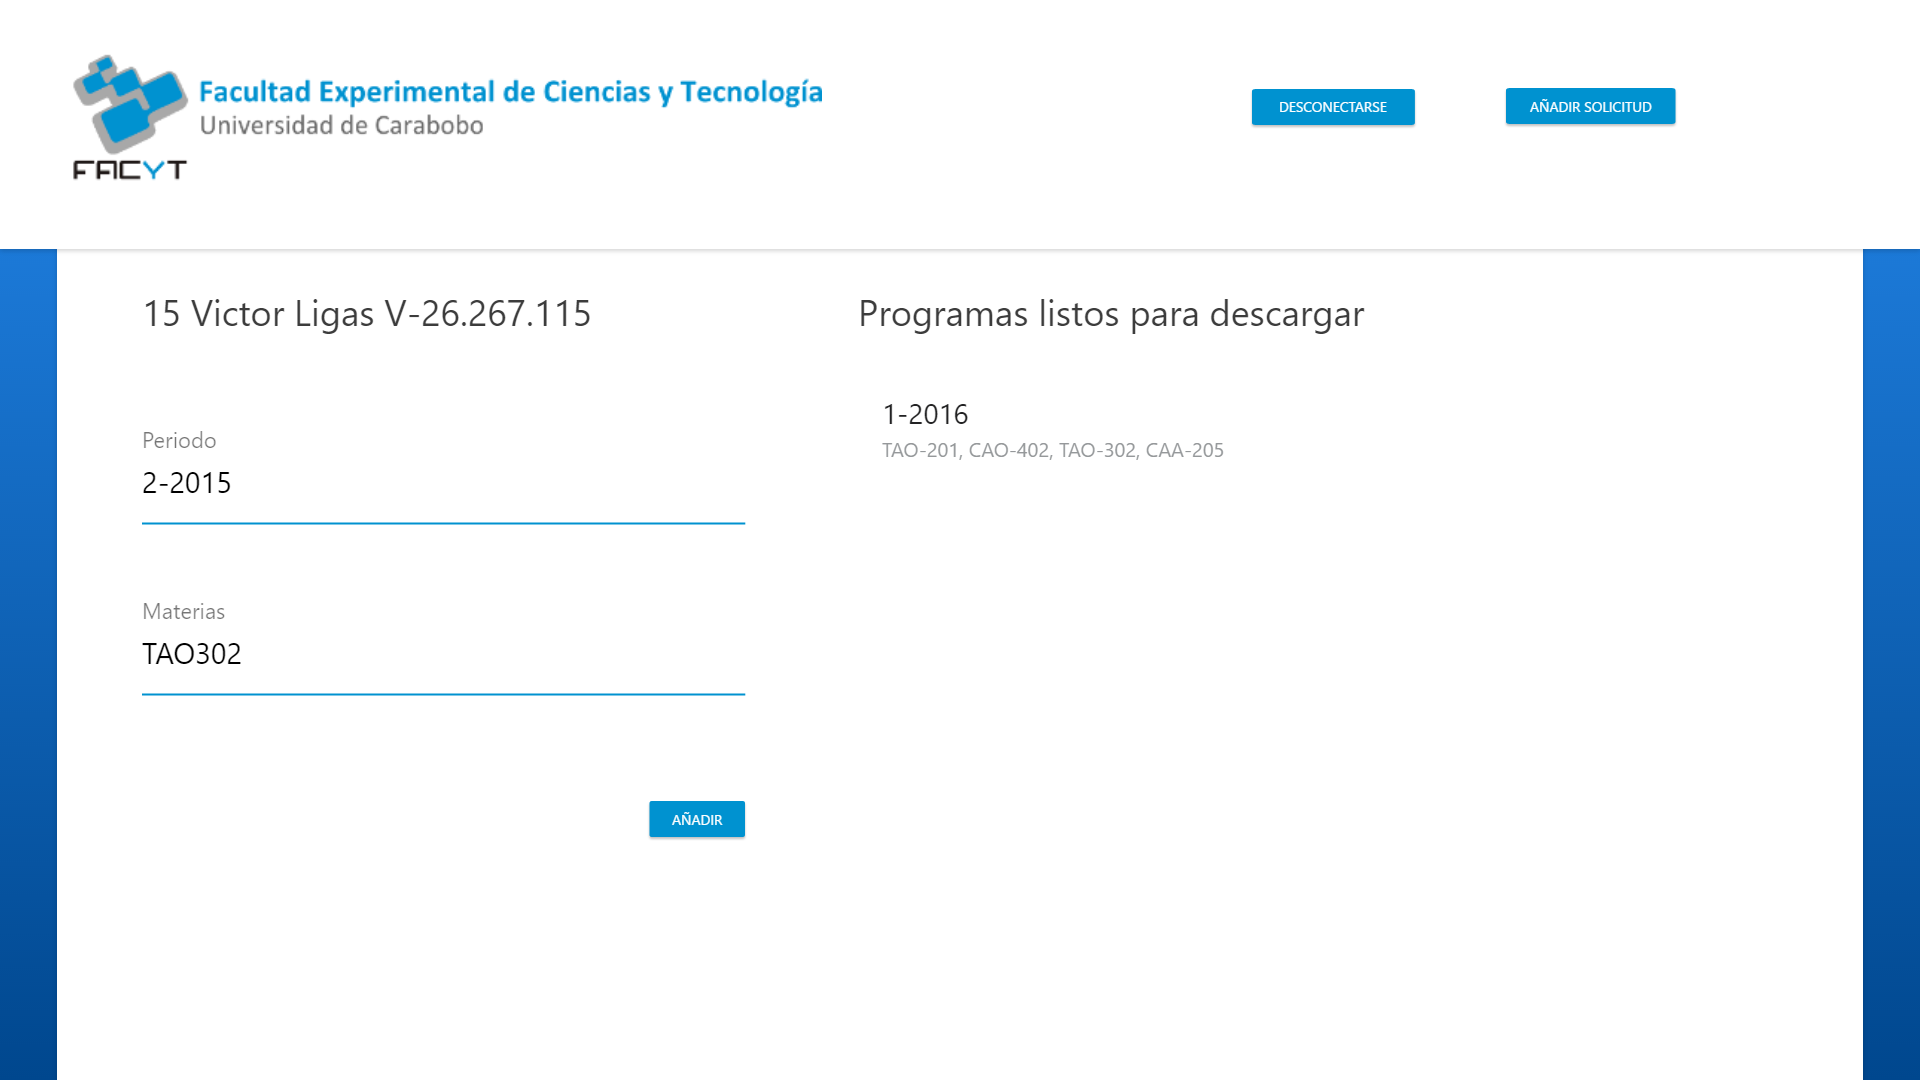 Facultad Experimental de Ciencias y Tecnología
Universidad de Carabobo
FACYT
DESCONECTARSE
AÑADIR SOLICITUD
15 Victor Ligas V-26.267.115
Periodo
2-2015
Materias
TAO302
AÑADIR
Programas listos para descargar
1-2016
TAO-201, CAO-402, TAO-302, CAA-205